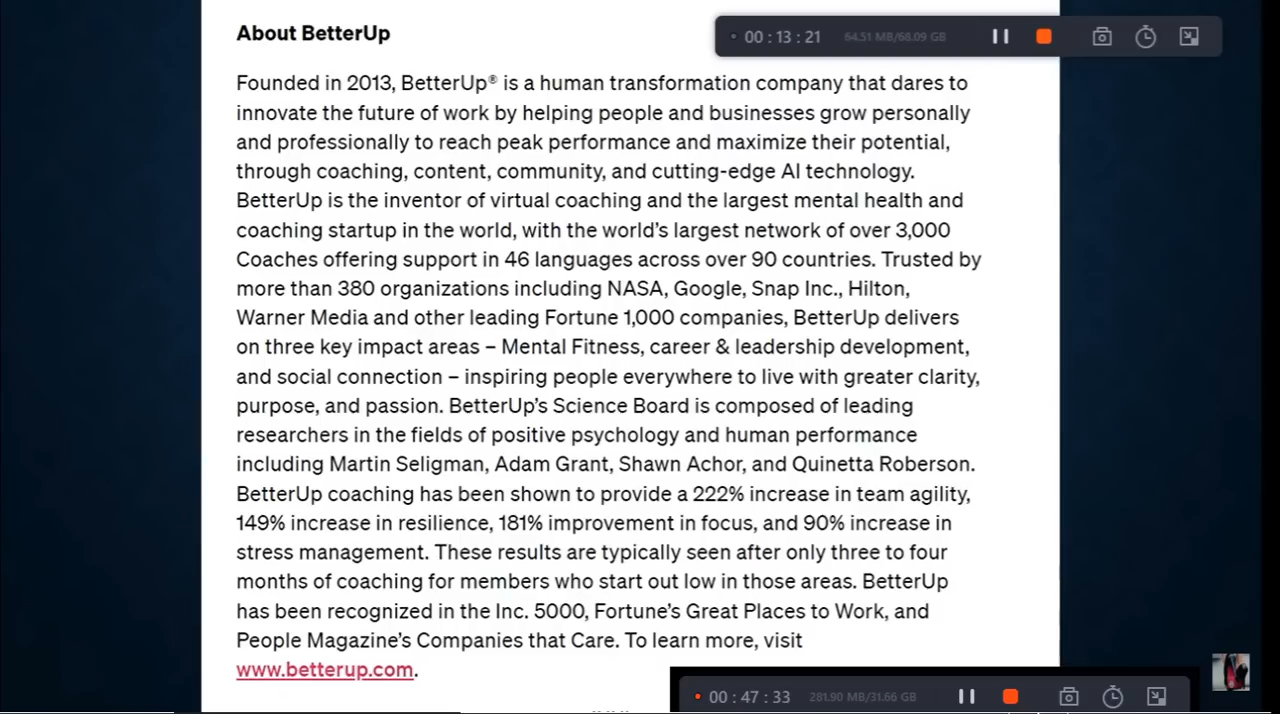 About BetterUp
00 : 13 : 21 64.51 MB/68.09 GB
Founded in 2013, BetterUp® is a human transformation company that dares to
innovate the future of work by helping people and businesses grow personally
and professionally to reach peak performance and maximize their potential,
through coaching, content, community, and cutting-edge AI technology.
BetterUp is the inventor of virtual coaching and the largest mental health and
coaching startup in the world, with the world's largest network of over 3,000
Coaches offering support in 46 languages across over 90 countries. Trusted by
more than 380 organizations including NASA, Google, Snap Inc., Hilton,
Warner Media and other leading Fortune 1,000 companies, BetterUp delivers
on three key impact areas – Mental Fitness, career & leadership development,
and social connection – inspiring people everywhere to live with greater clarity,
purpose, and passion. BetterUp's Science Board is composed of leading
researchers in the fields of positive psychology and human performance
including Martin Seligman, Adam Grant, Shawn Achor, and Quinetta Roberson.
BetterUp coaching has been shown to provide a 222% increase in team agility,
149% increase in resilience, 181% improvement in focus, and 90% increase in
stress management. These results are typically seen after only three to four
months of coaching for members who start out low in those areas. BetterUp
has been recognized in the Inc. 5000, Fortune's Great Places to Work, and
People Magazine's Companies that Care. To learn more, visit
www.betterup.com.
00 : 47 : 33 281.90 MB/31.66 GB